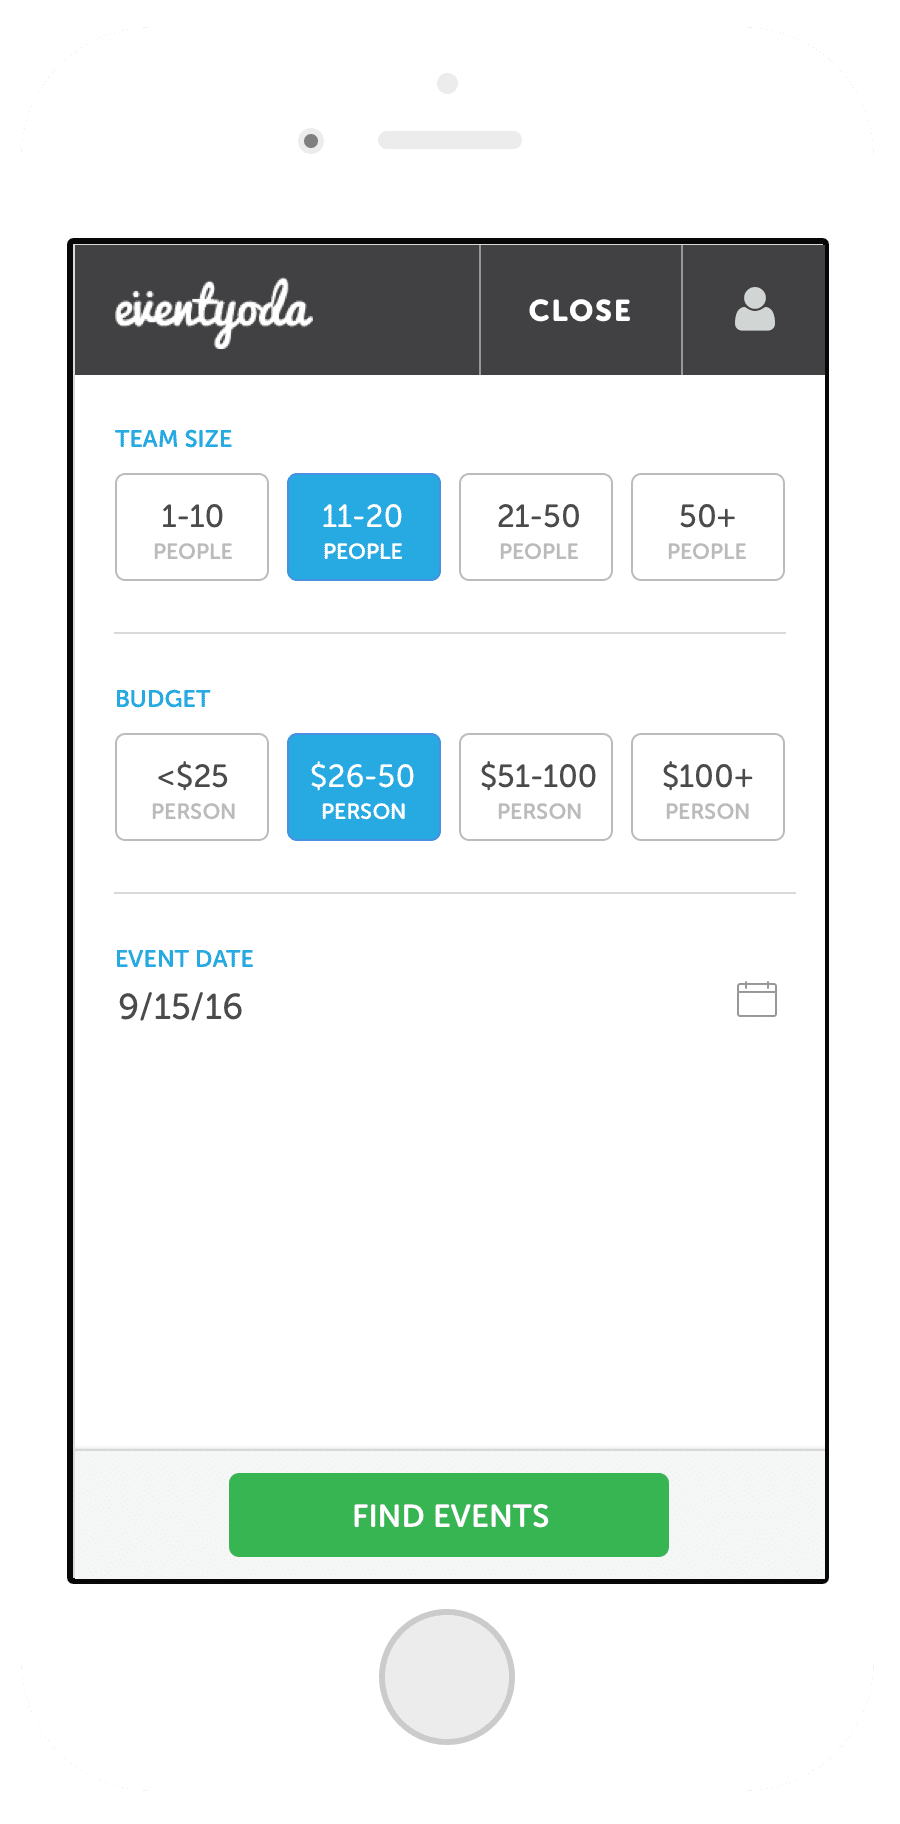 eventyoda
CLOSE
TEAM SIZE
1-10
PEOPLE
11-20
PEOPLE
21-50
PEOPLE
50+
PEOPLE
BUDGET
<$25
PERSON
$26-50
PERSON
$51-100
PERSON
$100+
PERSON
EVENT DATE
9/15/16
FIND EVENTS